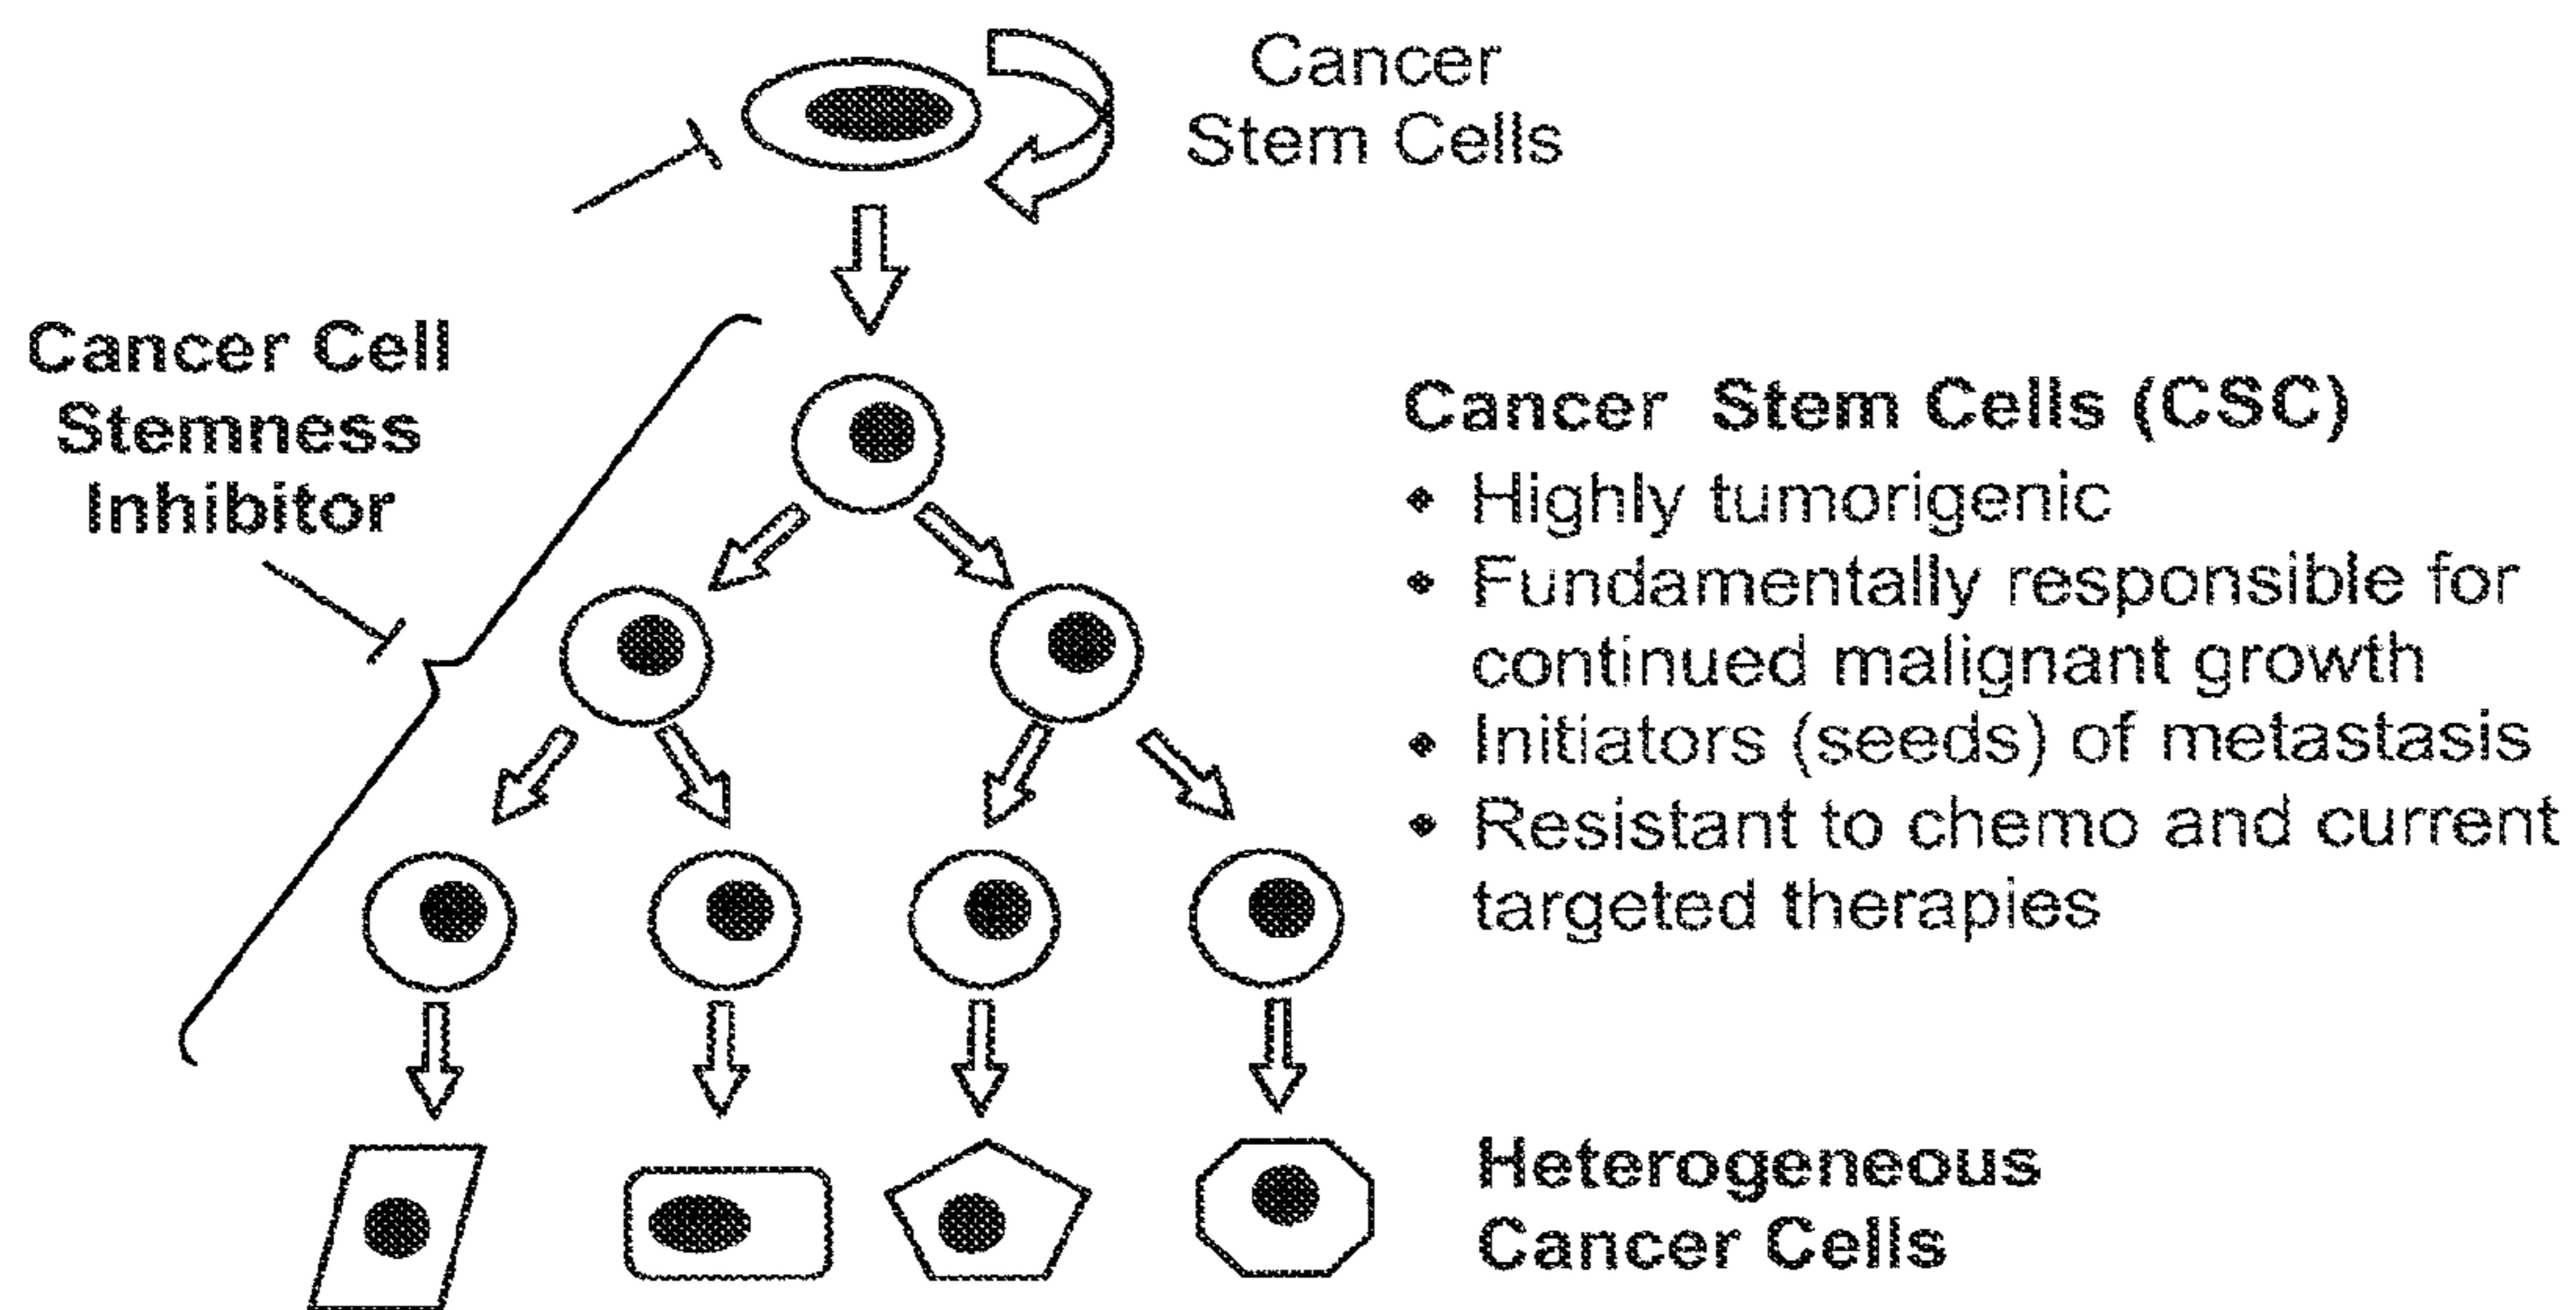 Cancer
Stem Cells
Cancer Cell
Stemness
Inhibitor
Cancer Stem Cells (CSC)
• Highly tumorigenic
• Fundamentally responsible for
continued malignant growth
• Initiators (seeds) of metastasis
• Resistant to chemo and current
targeted therapies
Heterogeneous
Cancer Cells